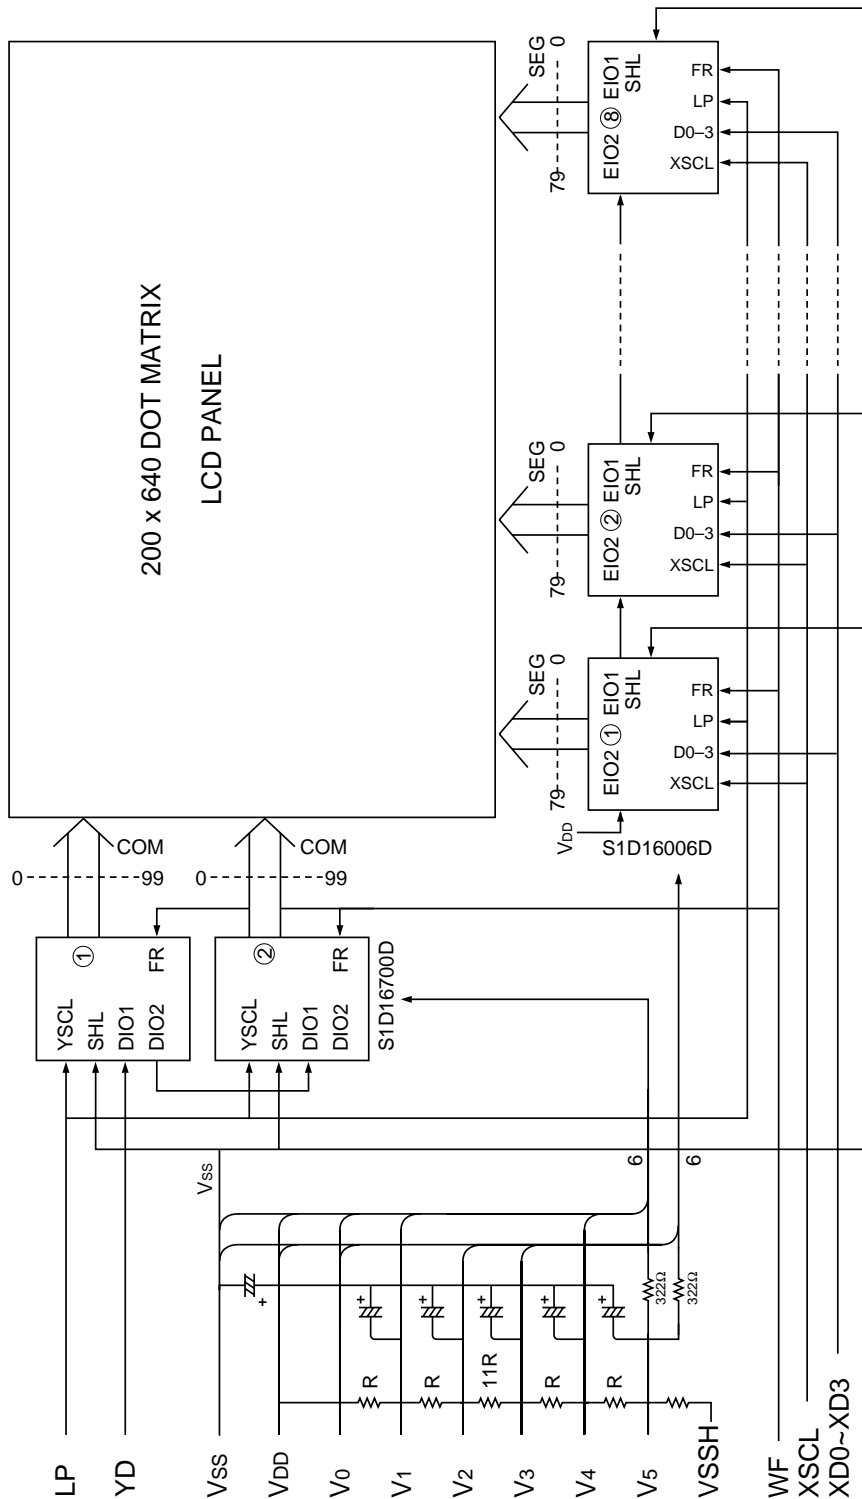 200 x 640 DOT MATRIX
LCD PANEL
0 99
COM
① FR
YSCL
SHL
DIO1
DIO2
0 99
COM
② FR
YSCL
SHL
DIO1
DIO2
S1D16700D
SEG
79 0
EIO2 ① EIO1
SHL
XSCL
D0–3
LP
FR
VDD
S1D16006D
SEG
79 0
EIO2 ② EIO1
SHL
XSCL
D0–3
LP
FR
SEG
79 0
EIO2 ⑧ EIO1
SHL
XSCL
D0–3
LP
FR
VSS
6
6
+
+
+
+
+
+
322Ω
322Ω
R
R
11R
R
R
LP
YD
VSS
VDD
V0
V1
V2
V3
V4
V5
VSSH
WF
XSCL
XD0~XD3